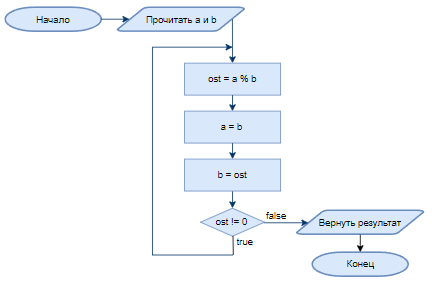 Начало
Прочитать a и b
ost = a % b
a = b
b = ost
ost != 0
false
true
Вернуть результат
Конец